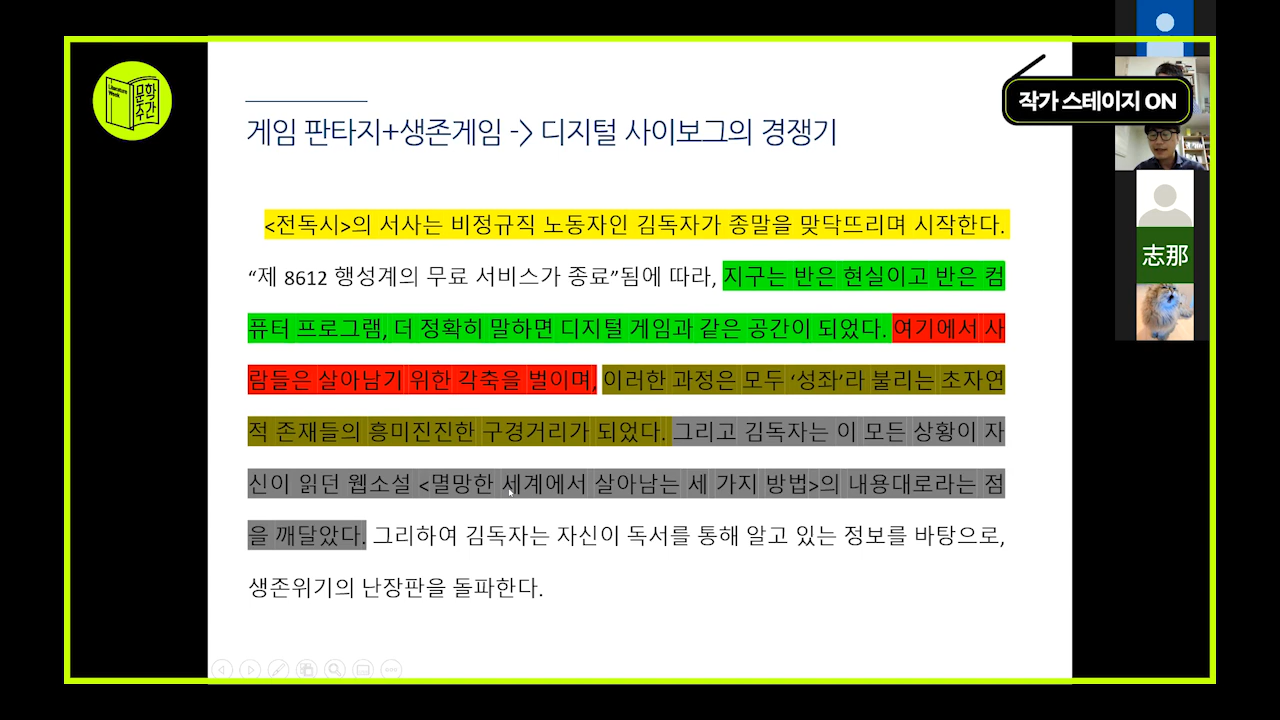 Literature Week
문학주간
작가 스테이지 ON
게임 판타지+생존게임 -> 디지털 사이보그의 경쟁기
<전독시>의 서사는 비정규직 노동자인 김독자가 종말을 맞닥뜨리며 시작한다.
“제 8612 행성계의 무료 서비스가 종료”됨에 따라, 지구는 반은 현실이고 반은 컴
퓨터 프로그램, 더 정확히 말하면 디지털 게임과 같은 공간이 되었다. 여기에서 사
람들은 살아남기 위한 각축을 벌이며, 이러한 과정은 모두 ‘성좌’라 불리는 초자연
적 존재들의 흥미진진한 구경거리가 되었다. 그리고 김독자는 이 모든 상황이 자
신이 읽던 웹소설 <멸망한 세계에서 살아남는 세 가지 방법>의 내용대로라는 점
을 깨달았다. 그리하여 김독자는 자신이 독서를 통해 알고 있는 정보를 바탕으로,
생존위기의 난장판을 돌파한다.
志那